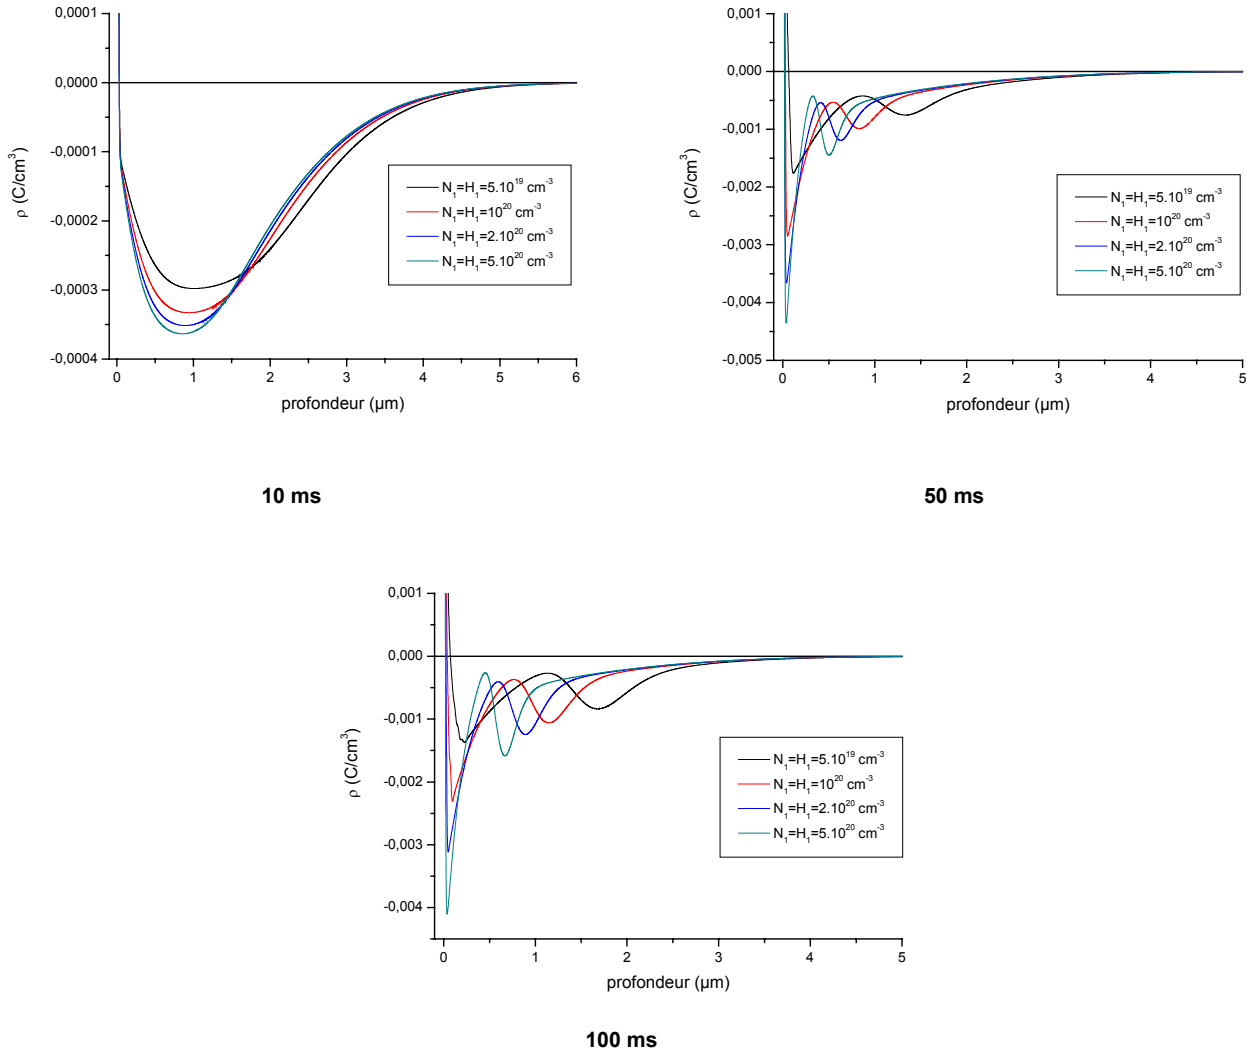 0,0001
0,0000
-0,0001
-0,0002
-0,0003
-0,0004
ρ (C/cm³)
0 1 2 3 4 5 6
profondeur (µm)
N₁=H₁=5.10¹⁹ cm⁻³
N₁=H₁=10²⁰ cm⁻³
N₁=H₁=2.10²⁰ cm⁻³
N₁=H₁=5.10²⁰ cm⁻³
10 ms
0,001
0,000
-0,001
-0,002
-0,003
-0,004
-0,005
ρ (C/cm³)
0 1 2 3 4 5
profondeur (µm)
N₁=H₁=5.10¹⁹ cm⁻³
N₁=H₁=10²⁰ cm⁻³
N₁=H₁=2.10²⁰ cm⁻³
N₁=H₁=5.10²⁰ cm⁻³
50 ms
0,001
0,000
-0,001
-0,002
-0,003
-0,004
ρ (C/cm³)
0 1 2 3 4 5
profondeur (µm)
N₁=H₁=5.10¹⁹ cm⁻³
N₁=H₁=10²⁰ cm⁻³
N₁=H₁=2.10²⁰ cm⁻³
N₁=H₁=5.10²⁰ cm⁻³
100 ms